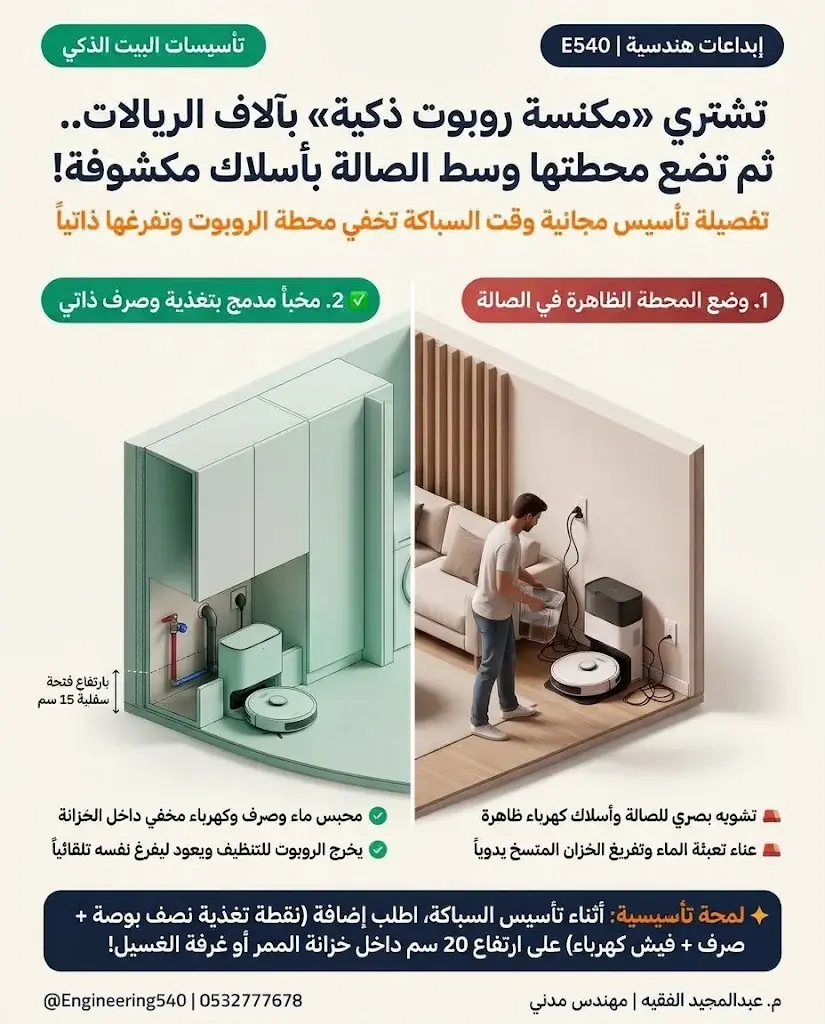 إبداعات هندسية | E540
تأسيسات البيت الذكي
تشتري «مكنسة روبوت ذكية» بآلاف الريالات..
ثم تضع محطتها وسط الصالة بأسلاك مكشوفة!
تفصيلة تأسيس مجانية وقت السباكة تخفي محطة الروبوت وتفرغها ذاتياً
1. وضع المحطة الظاهرة في الصالة
✅ 2. مخبأ مدمج بتغذية وصرف ذاتي
بارتفاع فتحة
سفلية 15 سم
تشويه بصري للصالة وأسلاك كهرباء ظاهرة
عناء تعبئة الماء وتفريغ الخزان المتسخ يدوياً
محبس ماء وصرف وكهرباء مخفي داخل الخزانة
يخرج الروبوت للتنظيف ويعود ليفرغ نفسه تلقائياً
لمحة تأسيسية: أثناء تأسيس السباكة، اطلب إضافة (نقطة تغذية نصف بوصة +
صرف + فيش كهرباء) على ارتفاع 20 سم داخل خزانة الممر أو غرفة الغسيل!
م. عبدالمجيد الفقيه | مهندس مدني
@Engineering540 | 0532777678